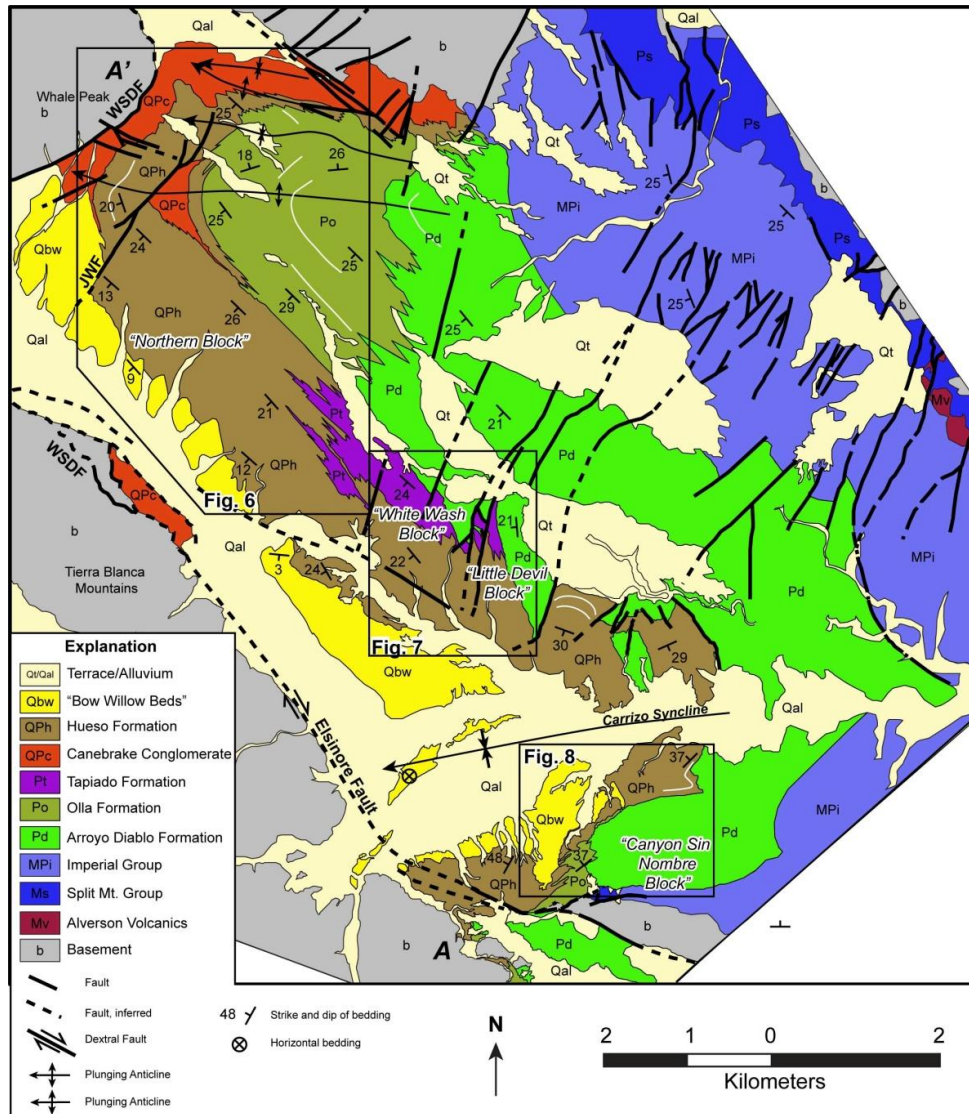 Qal
b
Qal
Ps
A'
Whale Peak
b
WSDF
QPc
25
Ps
Qt
18
26
Qt
b
QPh
MPi
25
20
QPc
25
Po
Pd
25
Ps
Qbw
24
25
MPi
JWF
13
QPh
29
25
b
26
25
Qal
"Northern Block"
Qt
Qt
9
Pd
Mv
Pt
21
21
Pd
12
QPh
Pt
24
WSDF
Fig. 6
"White Wash
Block"
21
Qt
QPc
MPi
b
Qal
Pd
Tierra Blanca
Mountains
3
24
22
"Little Devil
Block"
Pd
30
QPh
29
Fig. 7
Qbw
Qal
Carrizo Syncline
Elsinore Fault
Fig. 8
37
QPh
Qal
MPi
Qbw
Pd
"Canyon Sin
Nombre
Block"
48
37
QPh
Po
b
b
A
Pd
Qal
Explanation
Qt/Qal Terrace/Alluvium
Qbw "Bow Willow Beds"
QPh Hueso Formation
QPc Canebrake Conglomerate
Pt Tapiado Formation
Po Olla Formation
Pd Arroyo Diablo Formation
MPi Imperial Group
Ms Split Mt. Group
Mv Alverson Volcanics
b Basement
Fault
Fault, inferred
Dextral Fault
Plunging Anticline
Plunging Anticline
48 Strike and dip of bedding
Horizontal bedding
N
2 1 0 2
Kilometers